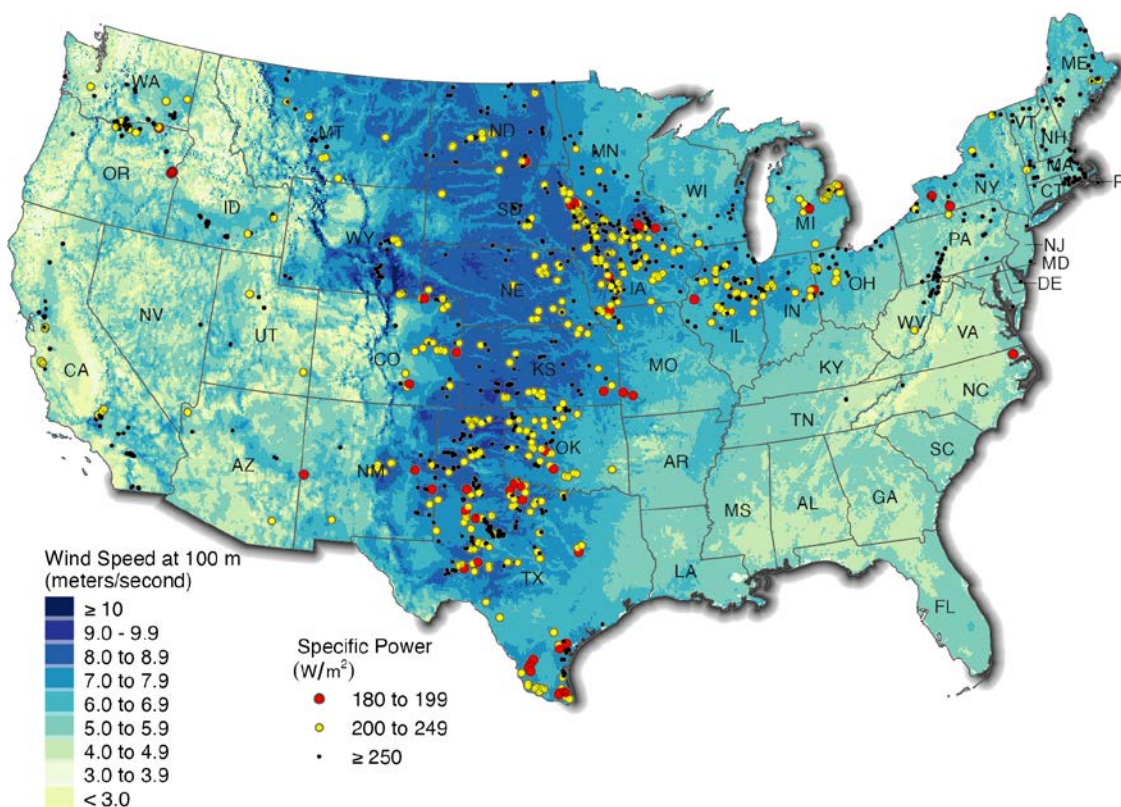 WA
ME
MT
ND
MN
VT
NH
OR
MA
ID
WI
NY
CT
SD
MI
WY
PA
NJ
MD
NE
IA
OH
DE
NV
IN
UT
IL
WV
CO
VA
CA
KS
MO
KY
NC
TN
OK
AZ
NM
AR
SC
MS
AL
GA
TX
LA
FL
Wind Speed at 100 m
(meters/second)
≥ 10
9.0 - 9.9
8.0 to 8.9
7.0 to 7.9
6.0 to 6.9
5.0 to 5.9
4.0 to 4.9
3.0 to 3.9
< 3.0
Specific Power
(W/m²)
180 to 199
200 to 249
≥ 250